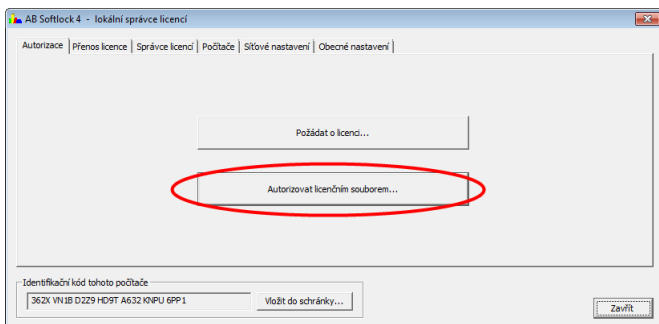 AB Softlock 4 - lokální správce licencí
Autorizace Přenos licence Správce licencí Počítače Síťové nastavení Obecné nastavení
Požádat o licenci...
Autorizovat licenčním souborem...
Identifikační kód tohoto počítače
362X VN1B D2Z9 HD9T A632 KNPU 6PP1 Vložit do schránky...
Zavřít